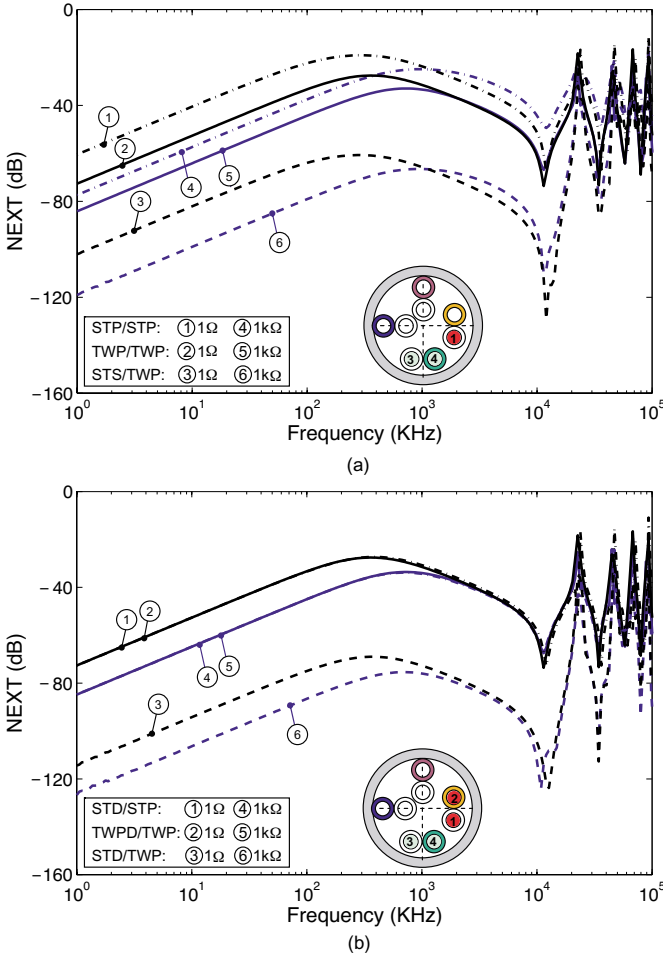 0
−40
−80
−120
−160
NEXT (dB)
1
2
3
4
5
6
STP/STP: 1 1Ω 4 1kΩ
TWP/TWP: 2 1Ω 5 1kΩ
STS/TWP: 3 1Ω 6 1kΩ
1
3 4
10^0 10^1 10^2 10^3 10^4 10^5
Frequency (KHz)
(a)
0
−40
−80
−120
−160
NEXT (dB)
1
2
3
4
5
6
STD/STP: 1 1Ω 4 1kΩ
TWPD/TWP: 2 1Ω 5 1kΩ
STD/TWP: 3 1Ω 6 1kΩ
2
1
3 4
10^0 10^1 10^2 10^3 10^4 10^5
Frequency (KHz)
(b)